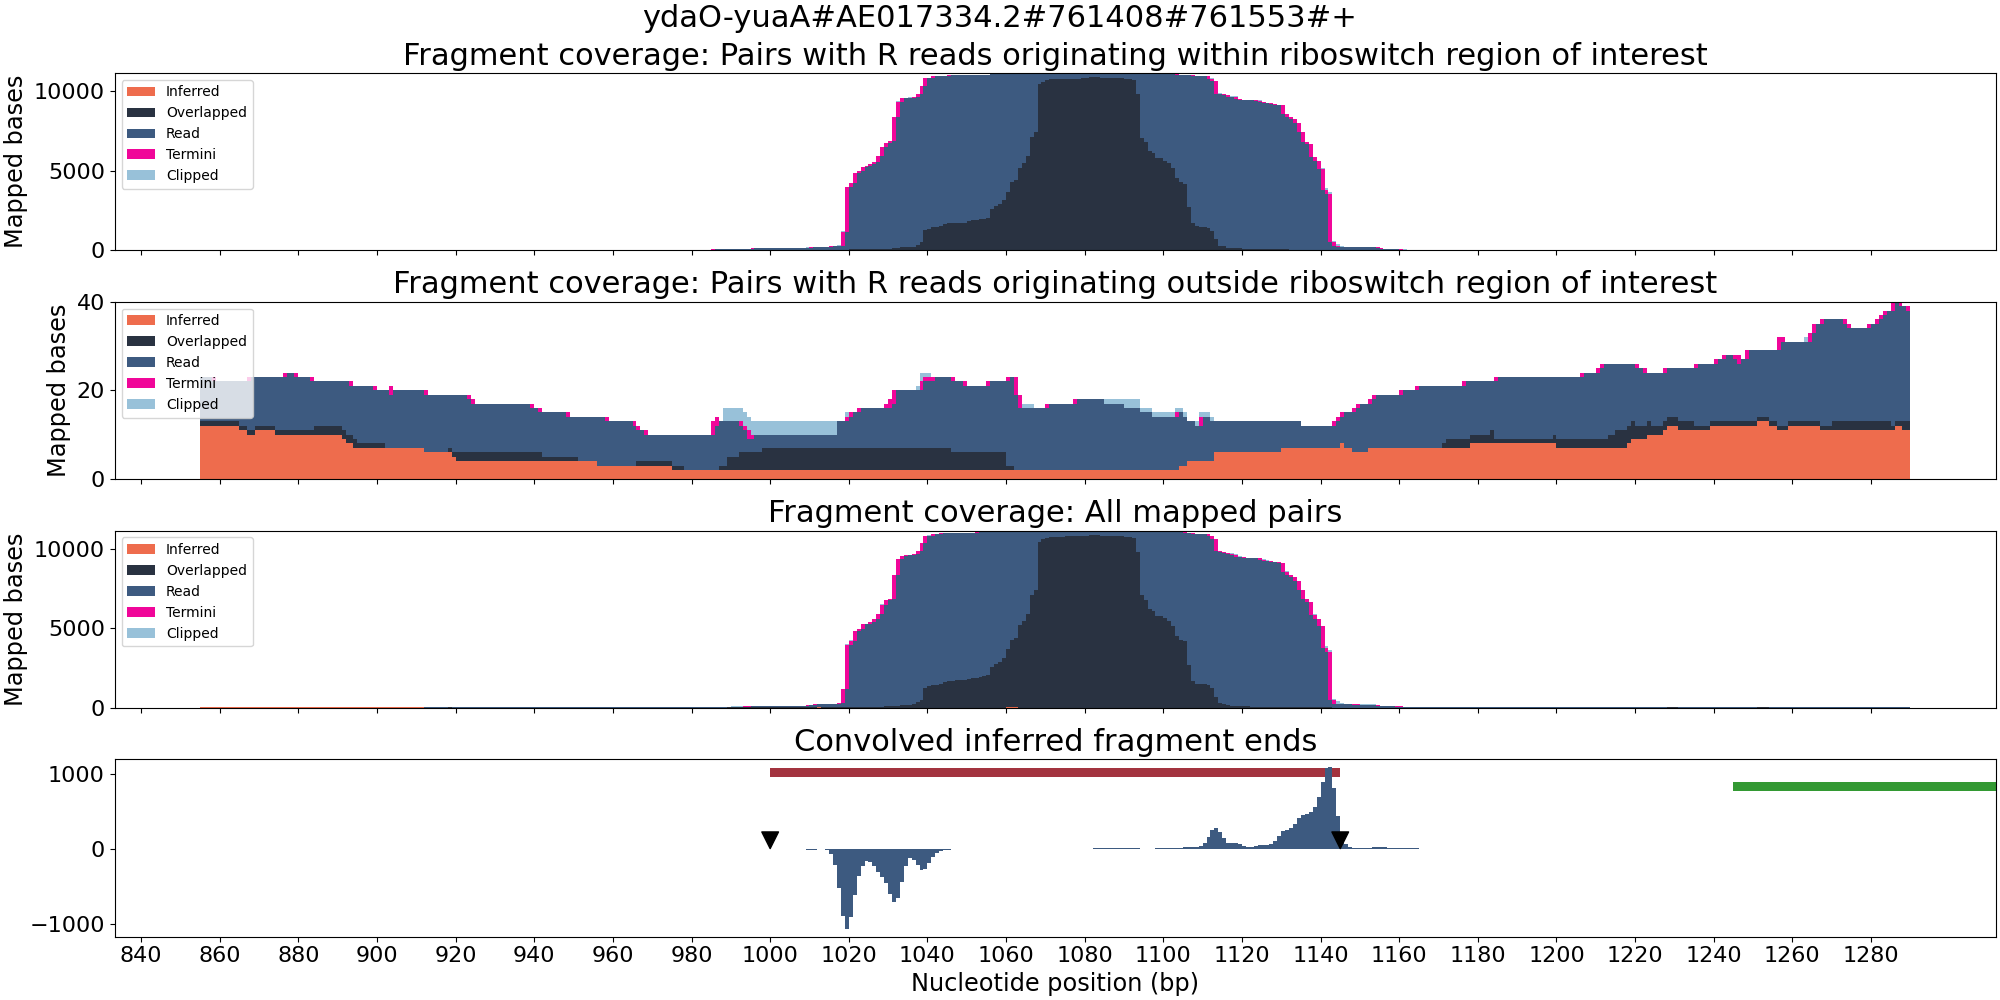 ydaO-yuaA#AE017334.2#761408#761553#+
Fragment coverage: Pairs with R reads originating within riboswitch region of interest
Mapped bases
10000
5000
0
Inferred
Overlapped
Read
Termini
Clipped
Fragment coverage: Pairs with R reads originating outside riboswitch region of interest
Mapped bases
40
20
0
Inferred
Overlapped
Read
Termini
Clipped
Fragment coverage: All mapped pairs
Mapped bases
10000
5000
0
Inferred
Overlapped
Read
Termini
Clipped
Convolved inferred fragment ends
1000
0
−1000
840 860 880 900 920 940 960 980 1000 1020 1040 1060 1080 1100 1120 1140 1160 1180 1200 1220 1240 1260 1280
Nucleotide position (bp)